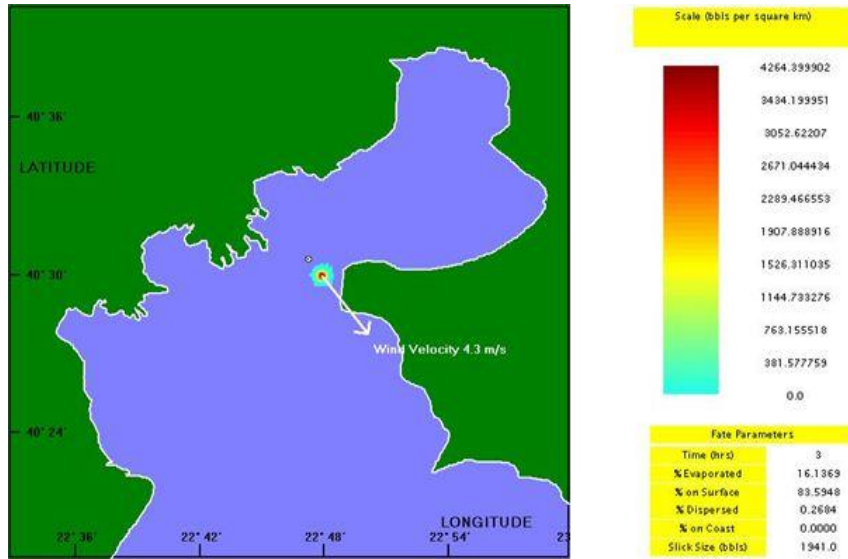 40° 36'
LATITUDE
40° 30'
Wind Velocity 4.3 m/s
40° 24'
LONGITUDE
22° 36'
22° 42'
22° 48'
22° 54'
23
Scale (bbls per square km)
4264.399902
3434.199951
3052.62207
2671.044434
2289.466553
1907.888916
1526.311035
1144.733276
763.155518
381.577759
0.0
Fate Parameters
Time (hrs) 3
% Evaporated 16.1369
% on Surface 83.5948
% Dispersed 0.2684
% on Coast 0.0000
Slick Size (bbls) 1941.0